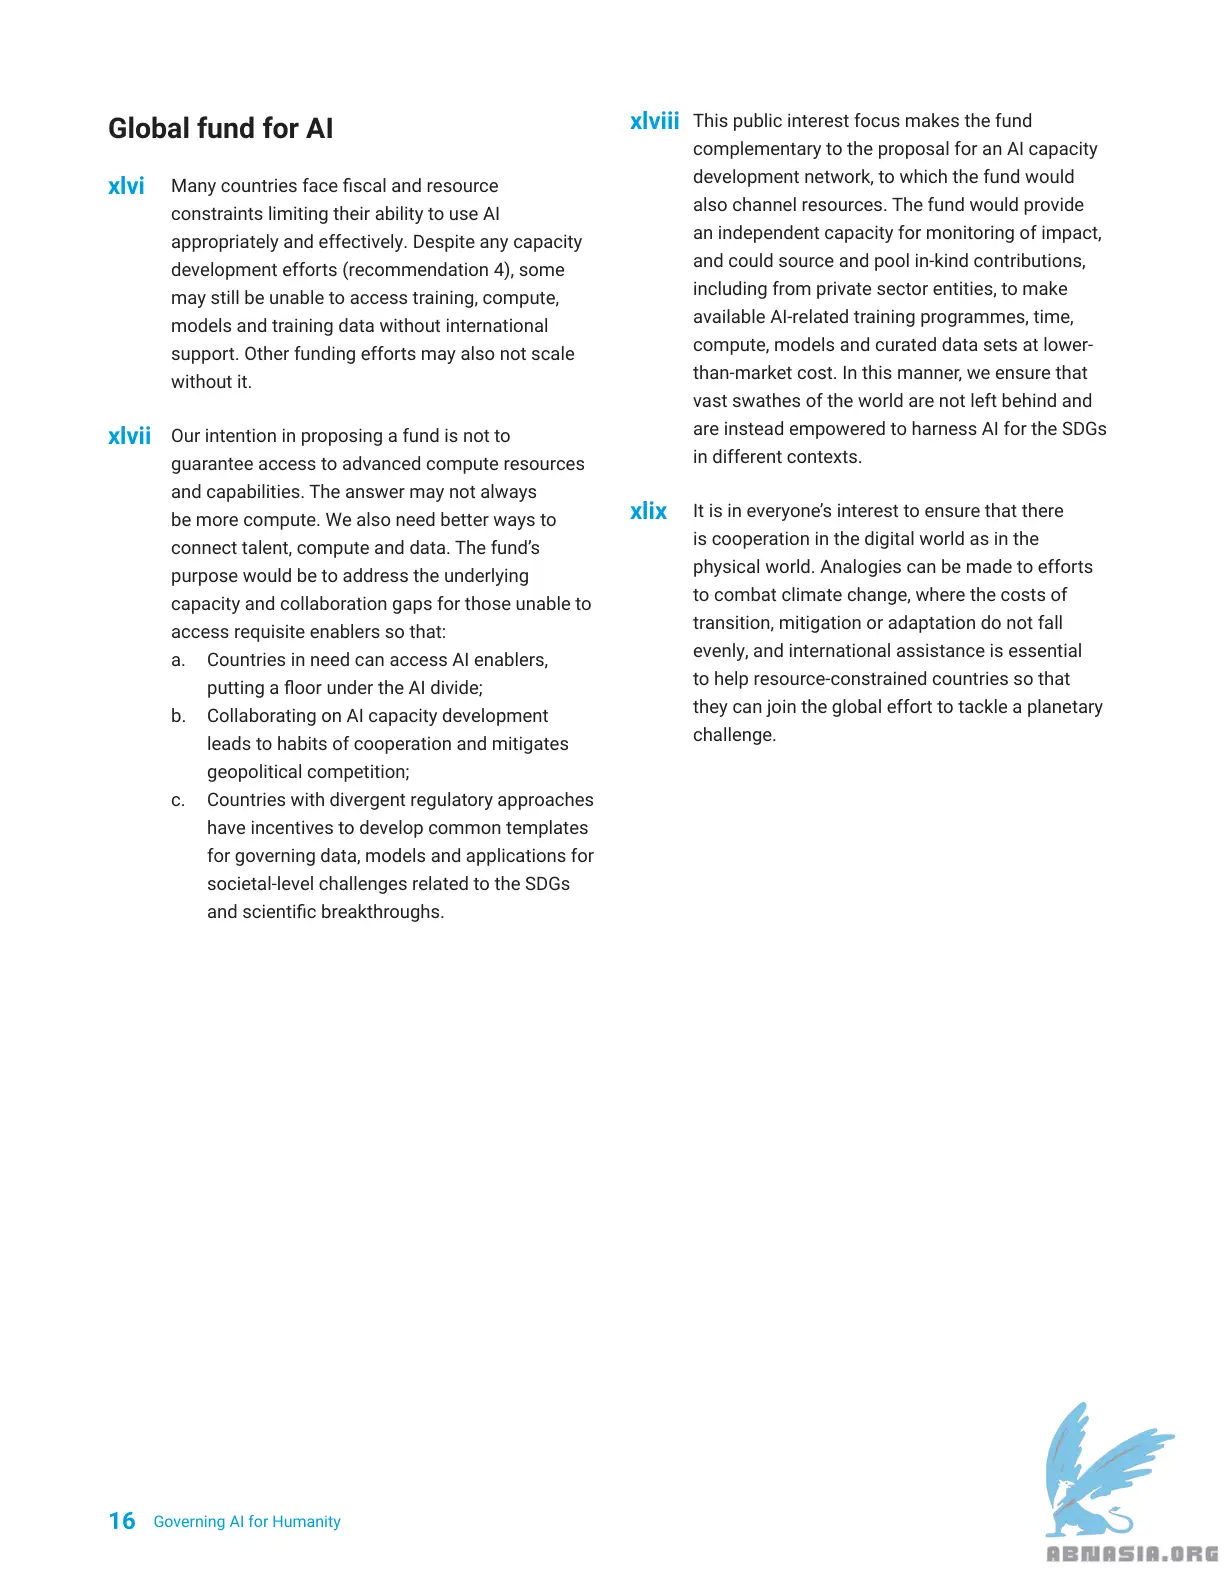 Global fund for AI
xlvi Many countries face fiscal and resource
constraints limiting their ability to use AI
appropriately and effectively. Despite any capacity
development efforts (recommendation 4), some
may still be unable to access training, compute,
models and training data without international
support. Other funding efforts may also not scale
without it.
xlvii Our intention in proposing a fund is not to
guarantee access to advanced compute resources
and capabilities. The answer may not always
be more compute. We also need better ways to
connect talent, compute and data. The fund’s
purpose would be to address the underlying
capacity and collaboration gaps for those unable to
access requisite enablers so that:
a. Countries in need can access AI enablers,
putting a floor under the AI divide;
b. Collaborating on AI capacity development
leads to habits of cooperation and mitigates
geopolitical competition;
c. Countries with divergent regulatory approaches
have incentives to develop common templates
for governing data, models and applications for
societal-level challenges related to the SDGs
and scientific breakthroughs.
xlviii This public interest focus makes the fund
complementary to the proposal for an AI capacity
development network, to which the fund would
also channel resources. The fund would provide
an independent capacity for monitoring of impact,
and could source and pool in-kind contributions,
including from private sector entities, to make
available AI-related training programmes, time,
compute, models and curated data sets at lower-
than-market cost. In this manner, we ensure that
vast swathes of the world are not left behind and
are instead empowered to harness AI for the SDGs
in different contexts.
xlix It is in everyone’s interest to ensure that there
is cooperation in the digital world as in the
physical world. Analogies can be made to efforts
to combat climate change, where the costs of
transition, mitigation or adaptation do not fall
evenly, and international assistance is essential
to help resource-constrained countries so that
they can join the global effort to tackle a planetary
challenge.
16 Governing AI for Humanity
ABNASIA.ORG